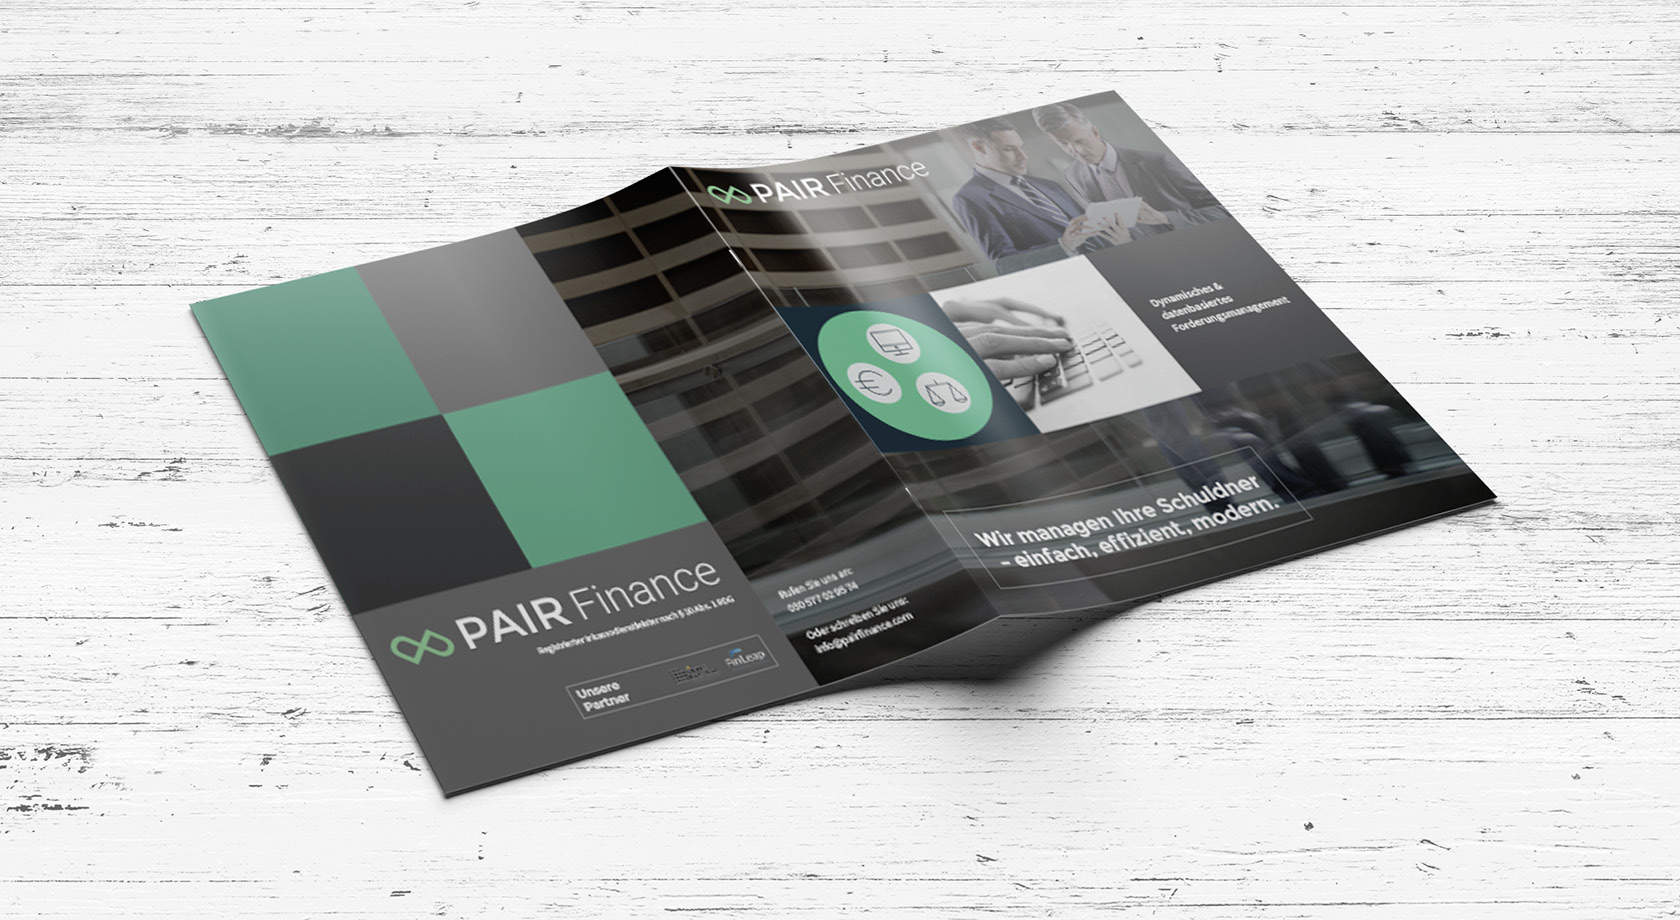 PAIR Finance
Registrierter Inkassodienstleister nach § 10 Abs. 1 RDG
Unsere
Partner
FinLeap
Rufen Sie uns an:
030 577 02 95 74
Oder schreiben Sie uns:
info@pairfinance.com
PAIR Finance
Dynamisches &
datenbasiertes
Forderungsmanagement
Wir managen Ihre Schuldner
- einfach, effizient, modern.